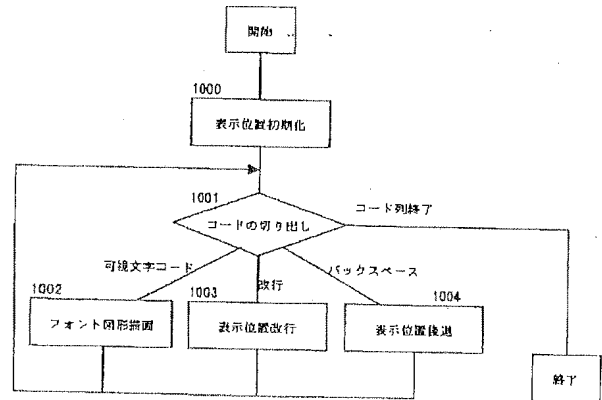 開始
1000
表示位置初期化
1001
コードの切り出し
コード列終了
可視文字コード
改行
バックスペース
1002
フォント図形描画
1003
表示位置改行
1004
表示位置後退
終了